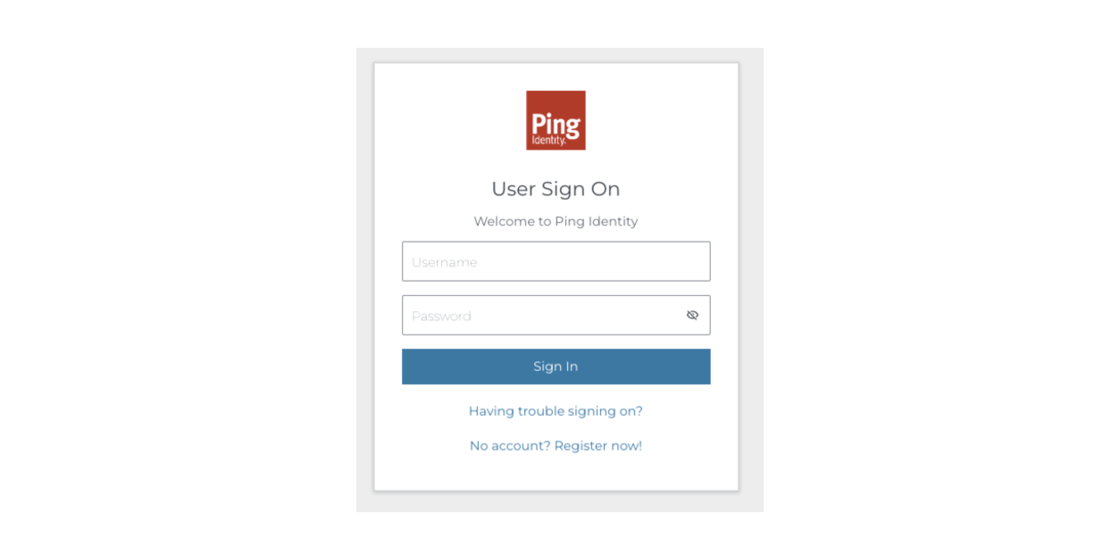 Ping
Identity.
User Sign On
Welcome to Ping Identity
Username
Password
Sign In
Having trouble signing on?
No account? Register now!